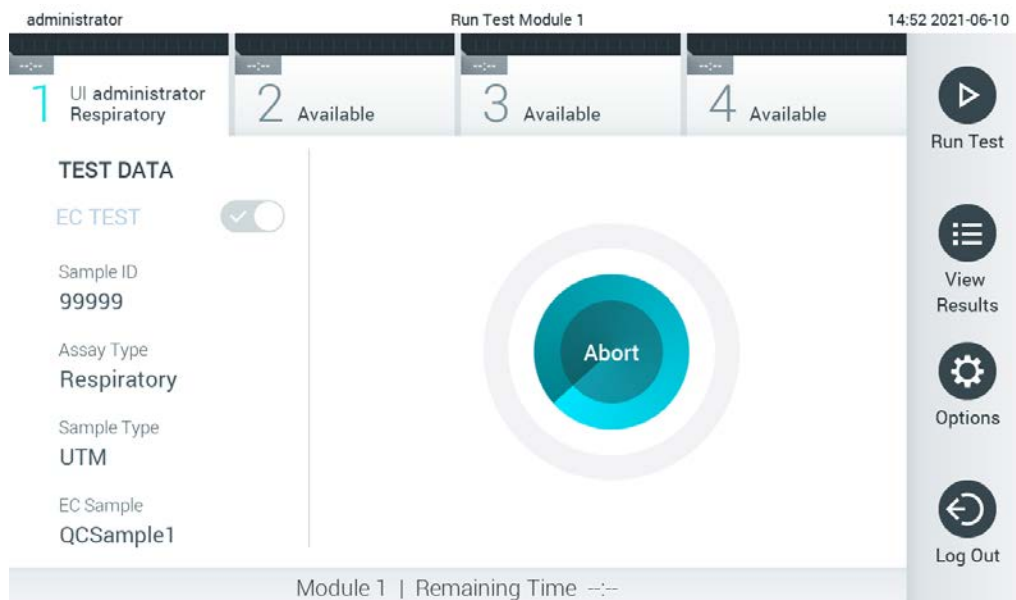 administrator
Run Test Module 1
14:52 2021-06-10
--:--
--:--
--:--
--:--
1
UI administrator
Respiratory
2
Available
3
Available
4
Available
Run Test
TEST DATA
EC TEST
Sample ID
99999
Assay Type
Respiratory
Sample Type
UTM
EC Sample
QCSample1
Abort
View
Results
Options
Log Out
Module 1 | Remaining Time --:--